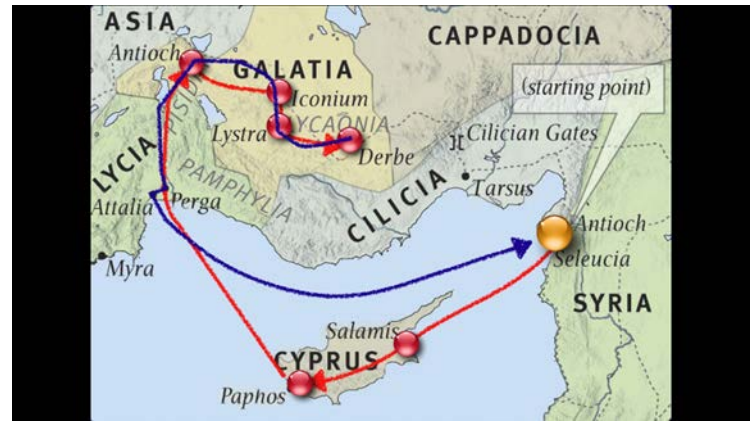 ASIA
Antioch
GALATIA
CAPPADOCIA
(starting point)
PISIDIA
Iconium
LYCAONIA
Lystra
Derbe
Cilician Gates
LYCIA
PAMPHYLIA
CILICIA
Tarsus
Attalia
Perga
Antioch
Seleucia
Myra
SYRIA
Salamis
CYPRUS
Paphos